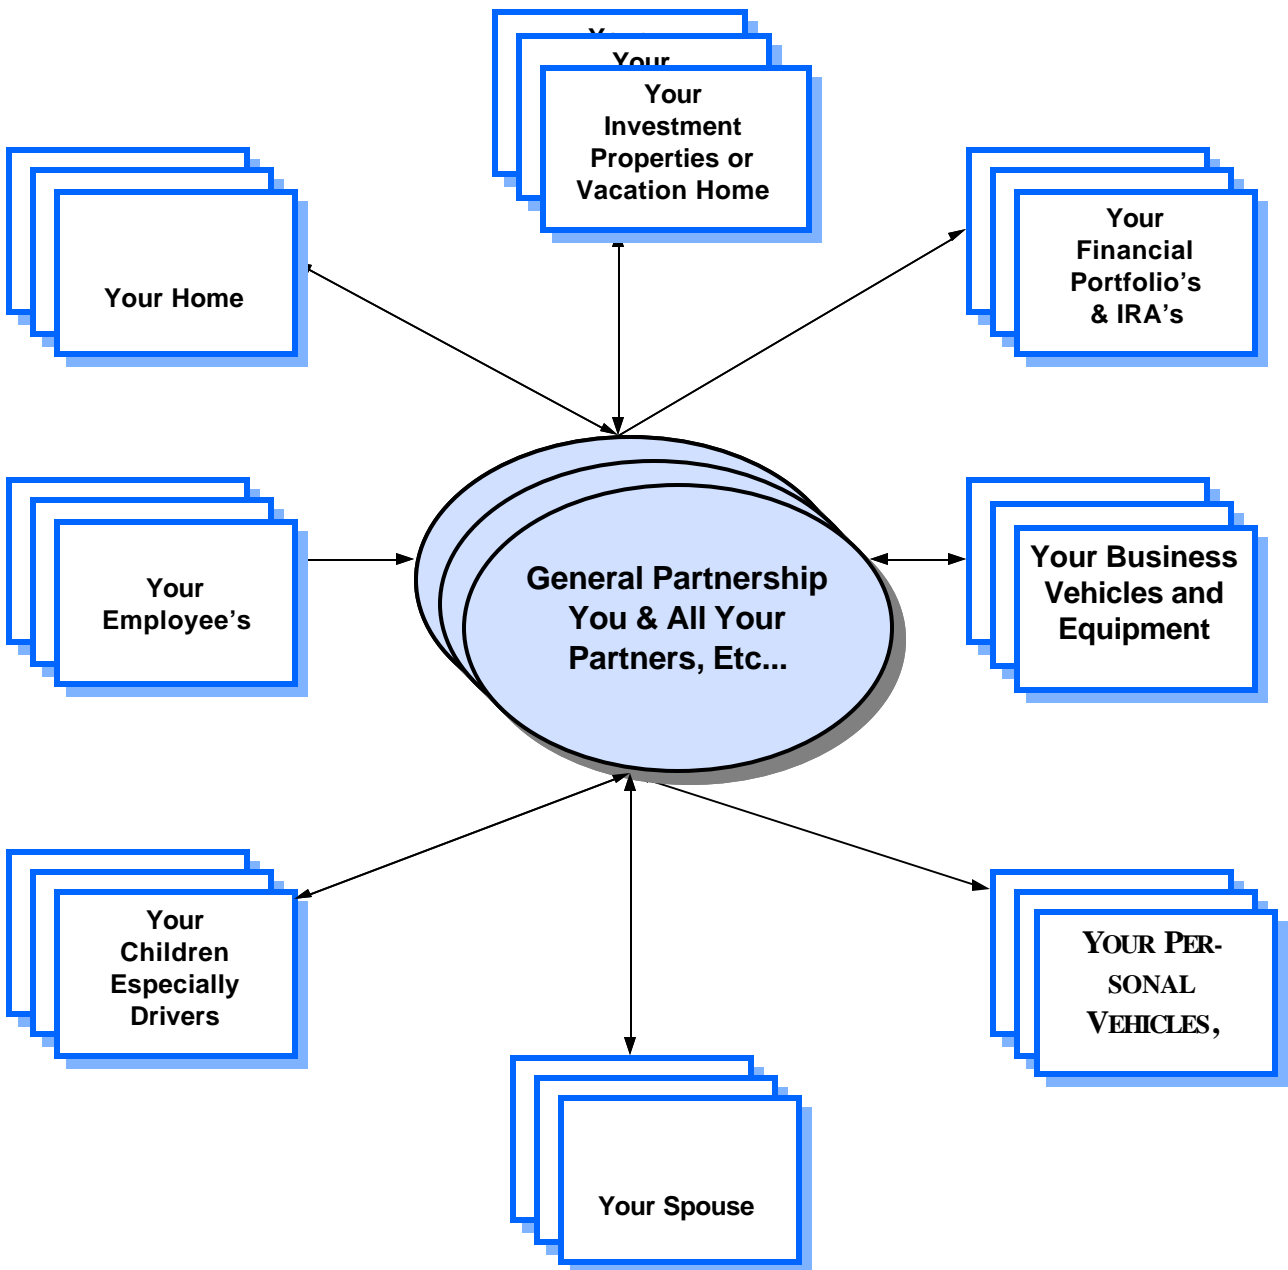 Your
Your
Investment
Properties or
Vacation Home
Your Home
Your
Financial
Portfolio’s
& IRA’s
Your
Employee’s
General Partnership
You & All Your
Partners, Etc...
Your Business
Vehicles and
Equipment
Your
Children
Especially
Drivers
YOUR PER-
SONAL
VEHICLES,
Your Spouse